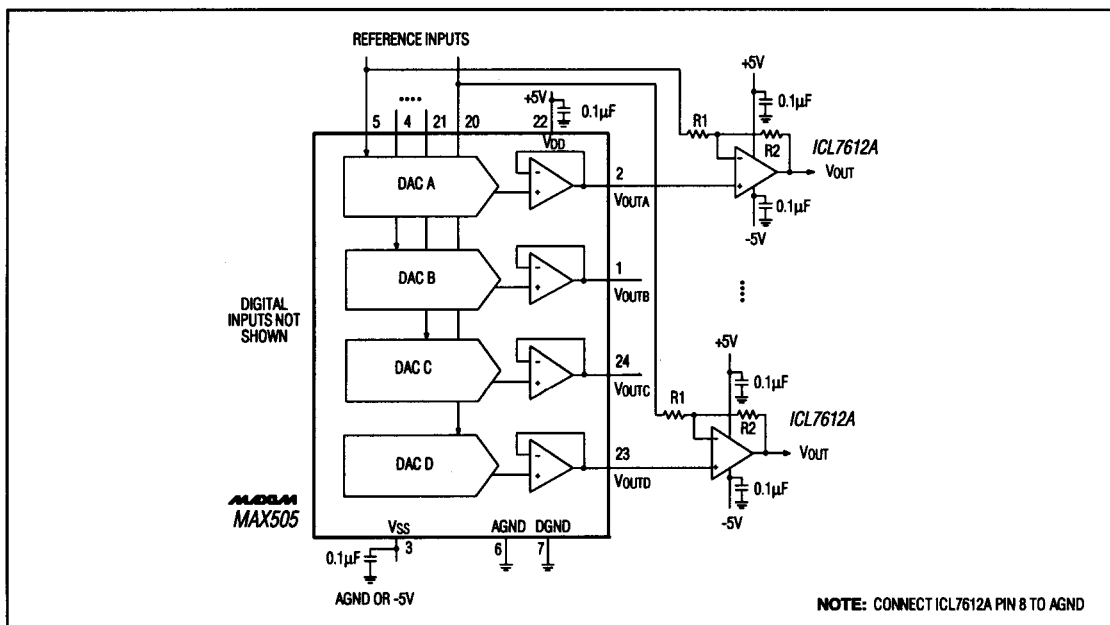 REFERENCE INPUTS
+5V
0.1µF
5 4 21 20 22
VDD
DAC A
2
VOUTA
R1
+5V
0.1µF
R2
ICL7612A
VOUT
0.1µF
-5V
DAC B
1
VOUTB
DIGITAL
INPUTS NOT
SHOWN
DAC C
24
VOUTC
+5V
0.1µF
R1
R2
ICL7612A
VOUT
0.1µF
-5V
DAC D
23
VOUTD
MAXIM
MAX505
VSS
3
0.1µF
AGND OR -5V
AGND
6
DGND
7
NOTE: CONNECT ICL7612A PIN 8 TO AGND